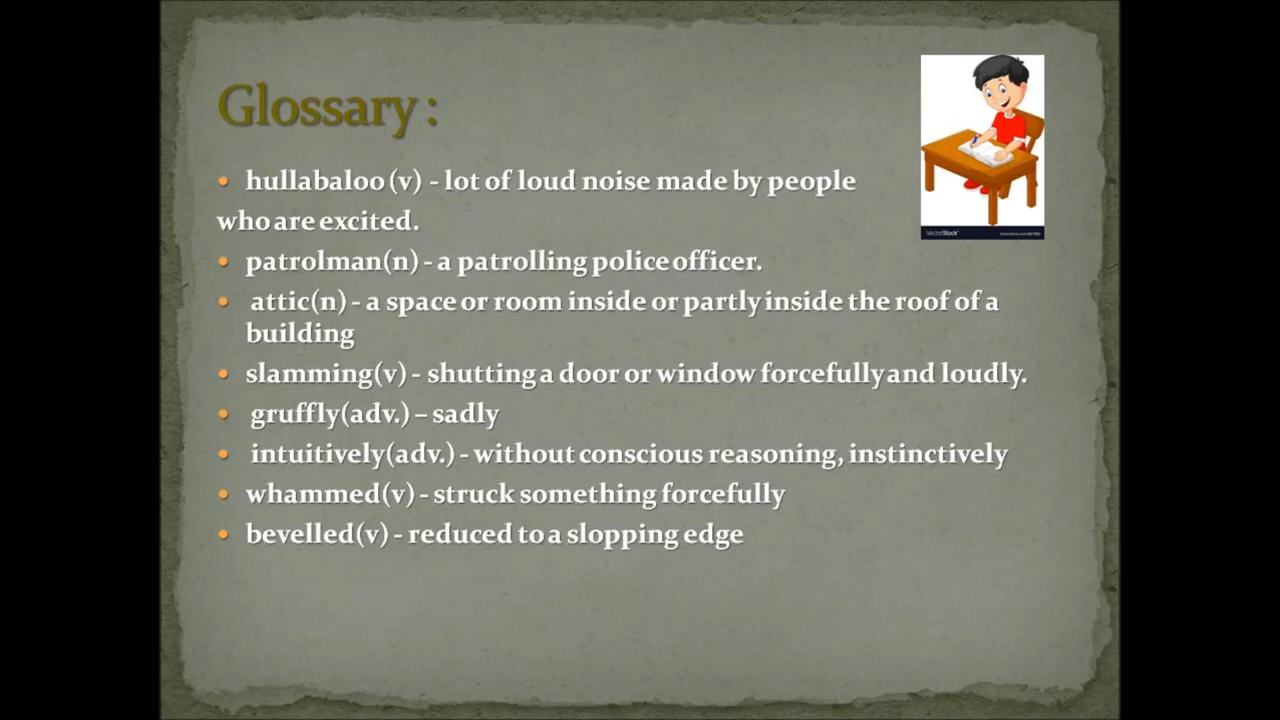 Glossary :
• hullabaloo (v) - lot of loud noise made by people
who are excited.
• patrolman(n) - a patrolling police officer.
• attic(n) - a space or room inside or partly inside the roof of a
building
• slamming(v) - shutting a door or window forcefully and loudly.
• gruffly(adv.) – sadly
• intuitively(adv.) - without conscious reasoning, instinctively
• whammed(v) - struck something forcefully
• bevelled(v) - reduced to a slopping edge
VectorStock